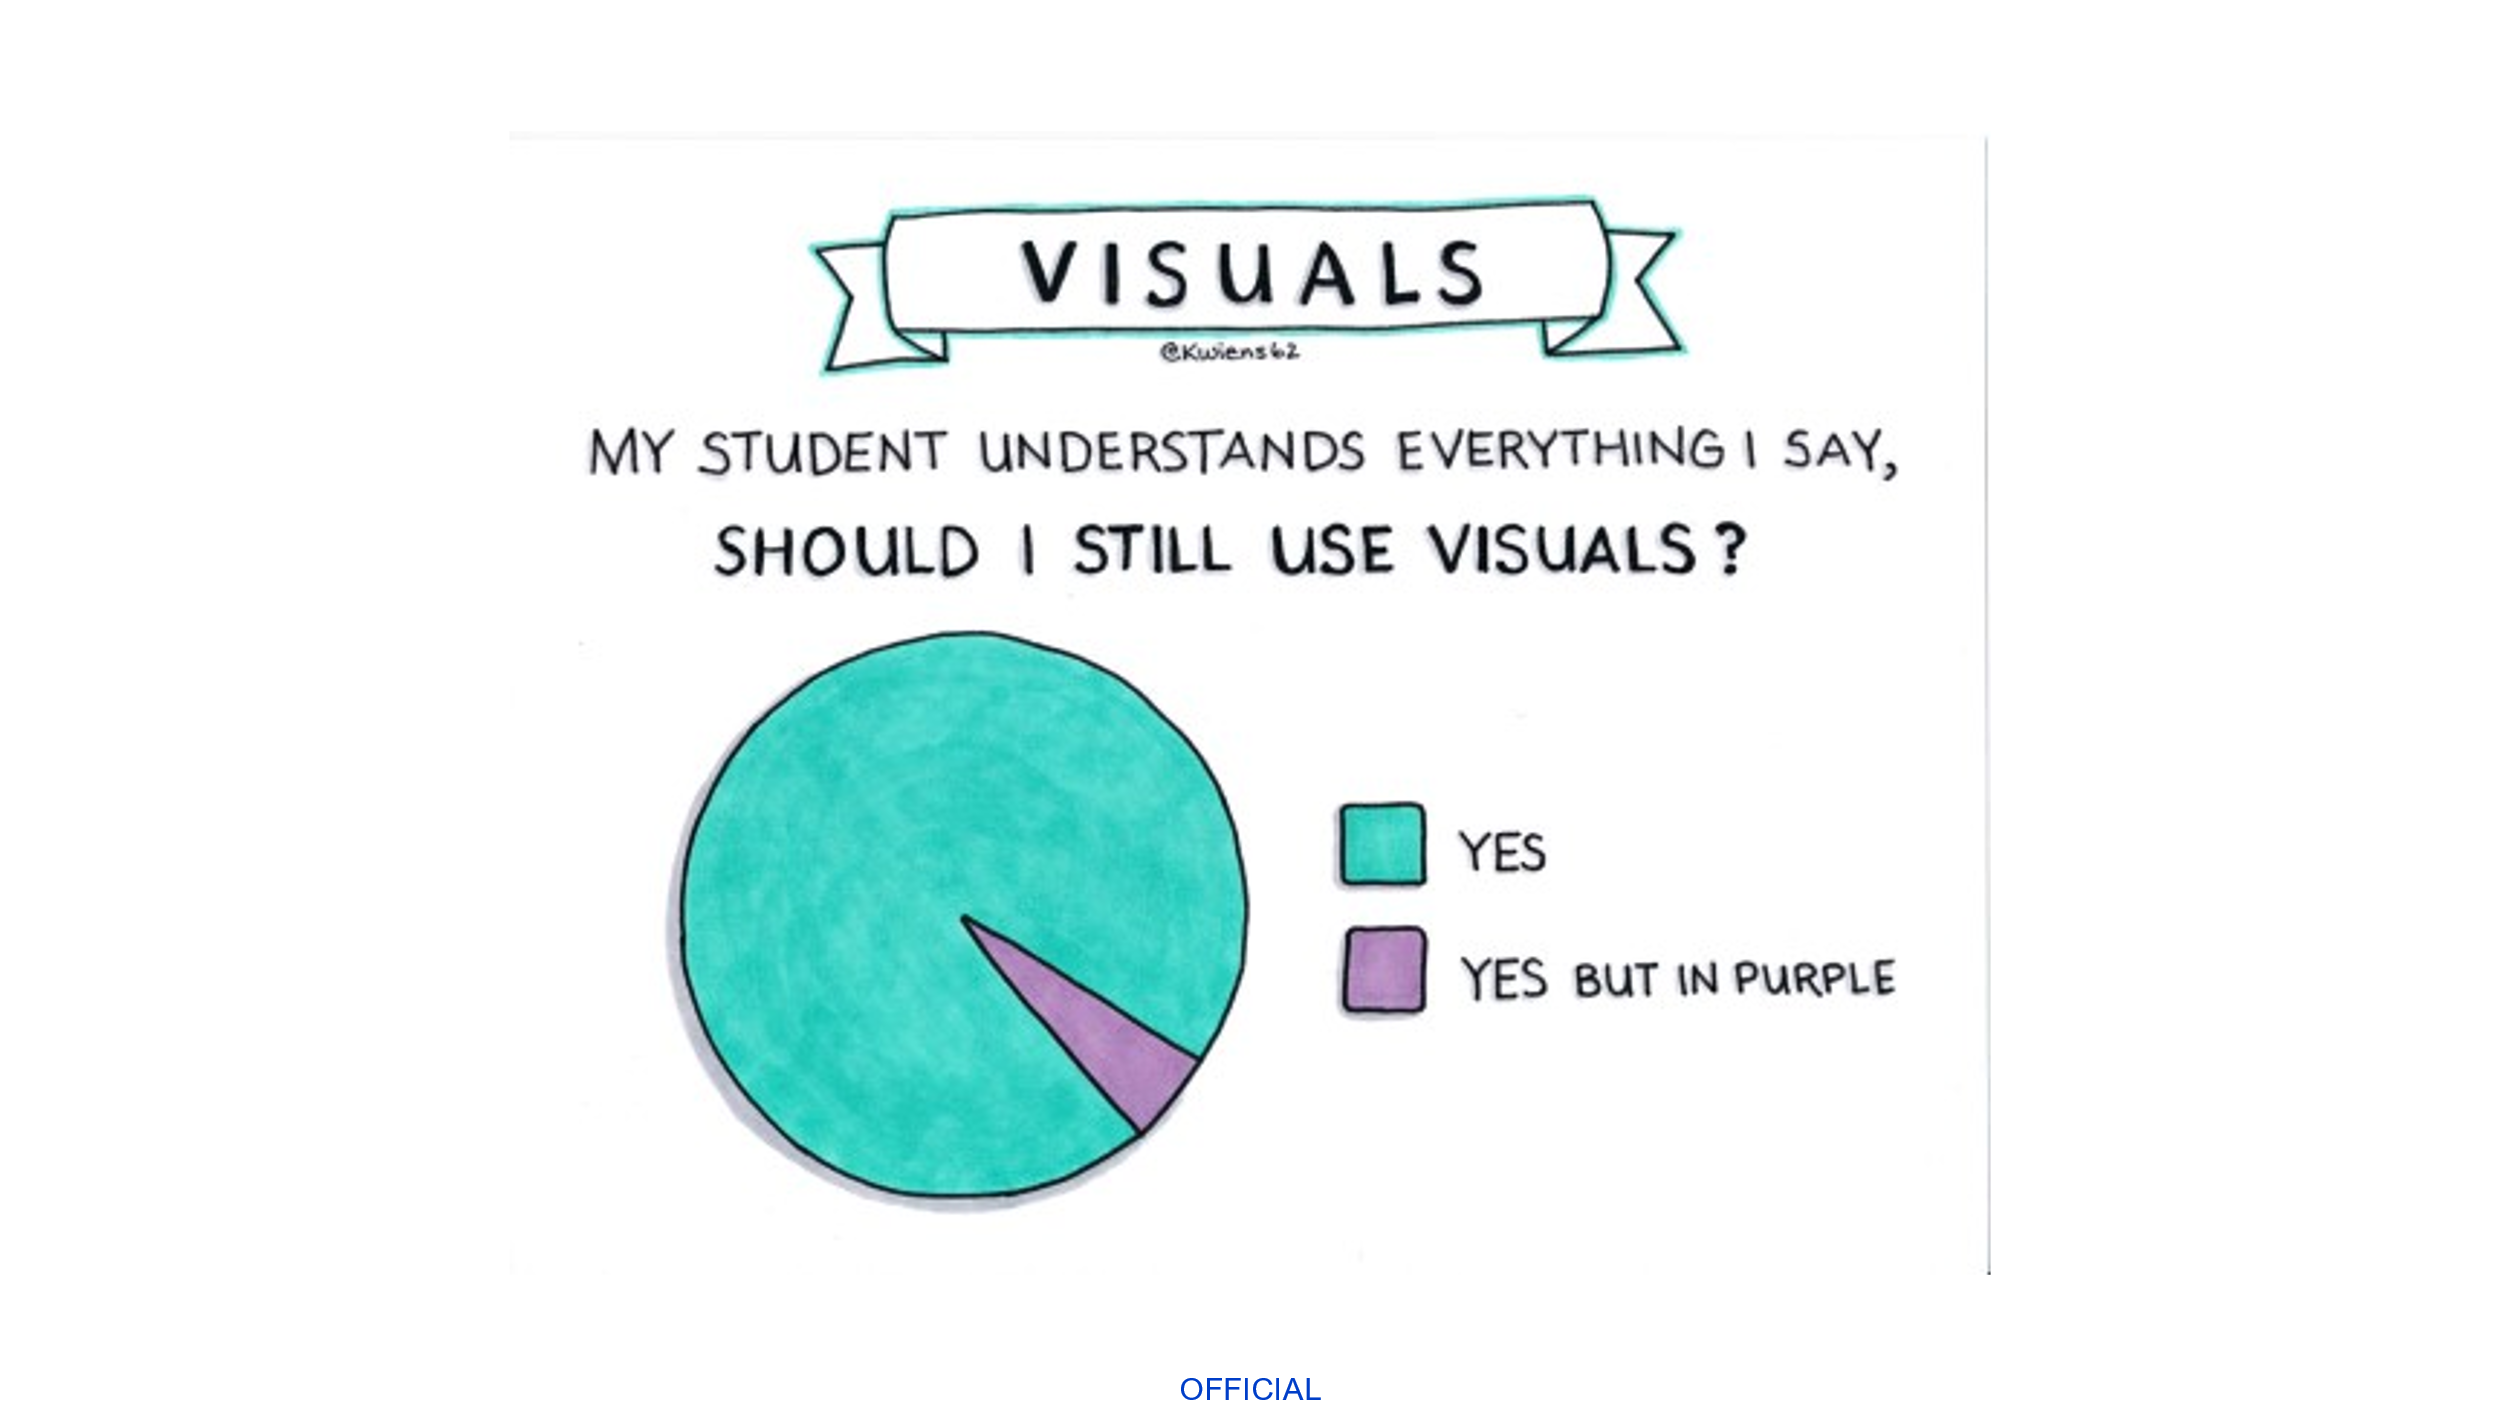 VISUALS
@Kwiens62
MY STUDENT UNDERSTANDS EVERYTHING I SAY,
SHOULD I STILL USE VISUALS?
YES
YES BUT IN PURPLE
OFFICIAL